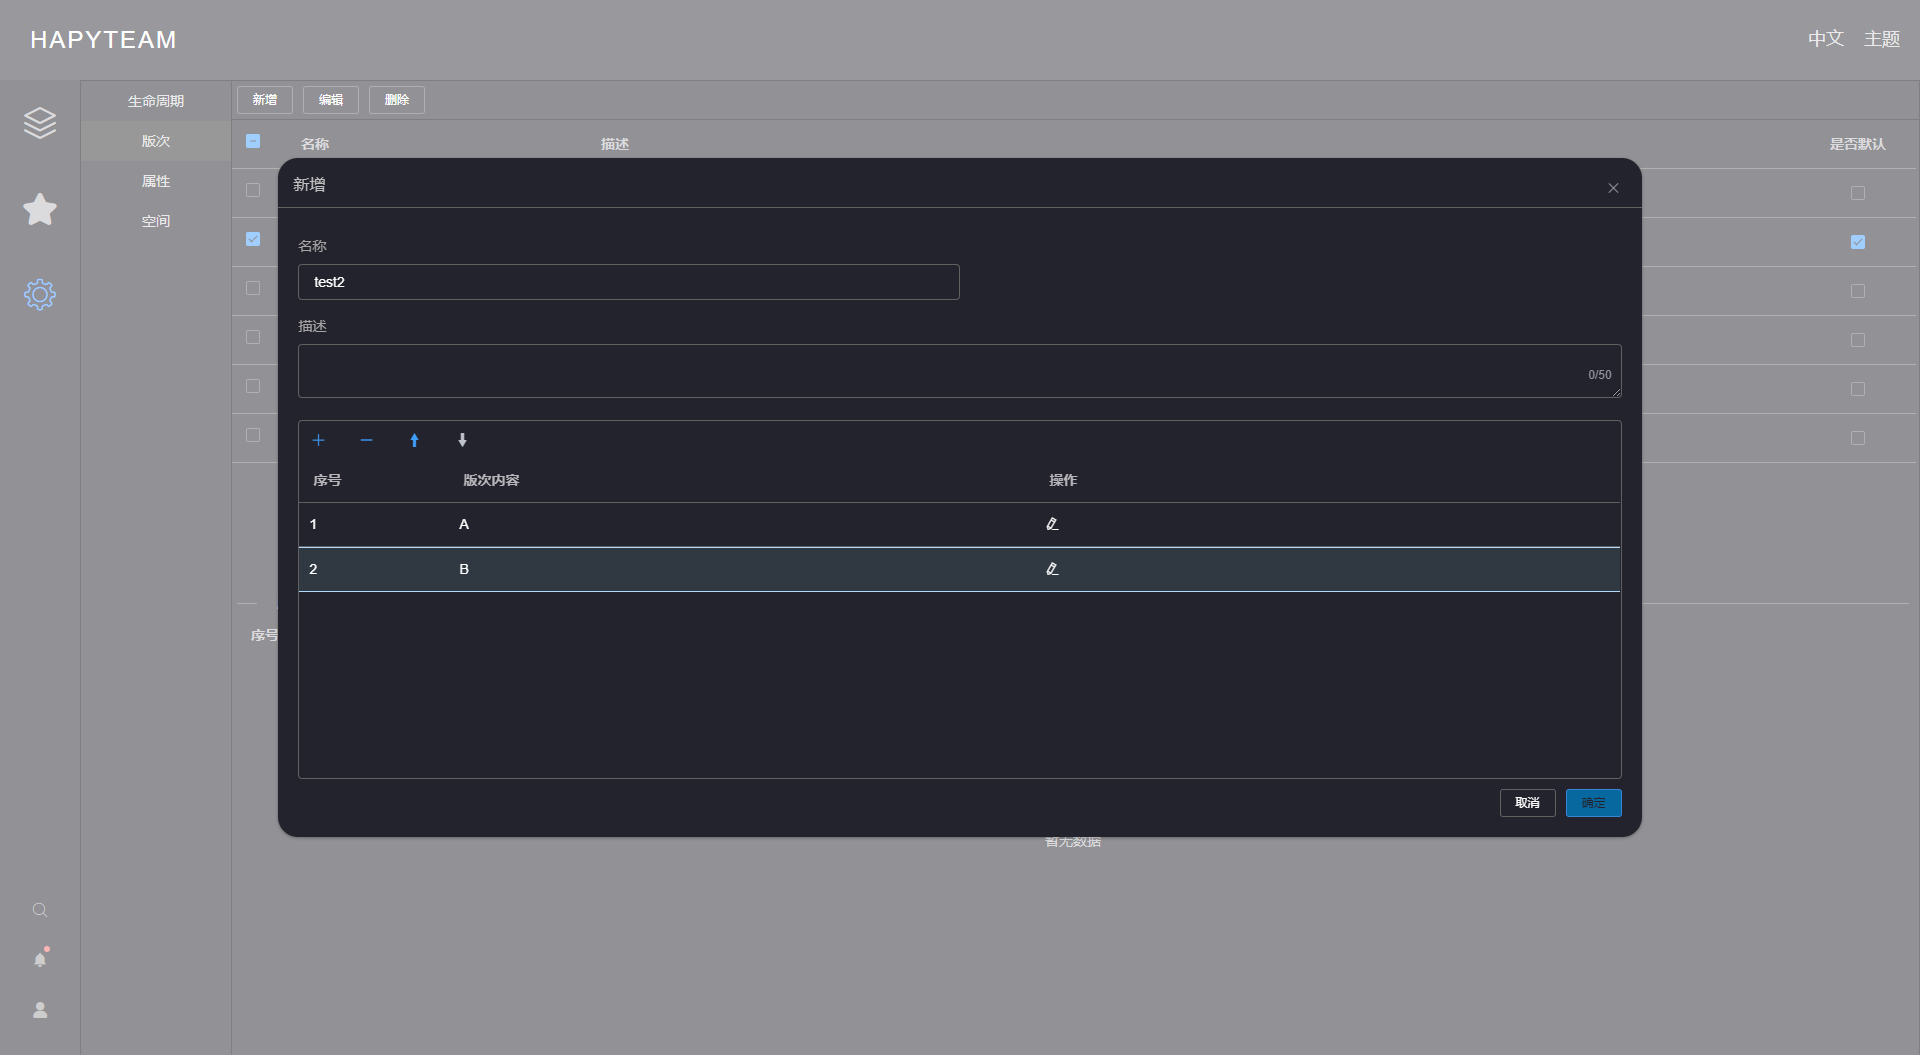 HAPYTEAM
中文 主题
生命周期
版次
属性
空间
新增 编辑 删除
名称 描述 是否默认
新增
名称
test2
描述
0/50
序号 版次内容 操作
1 A
2 B
序号
取消 确定
暂无数据